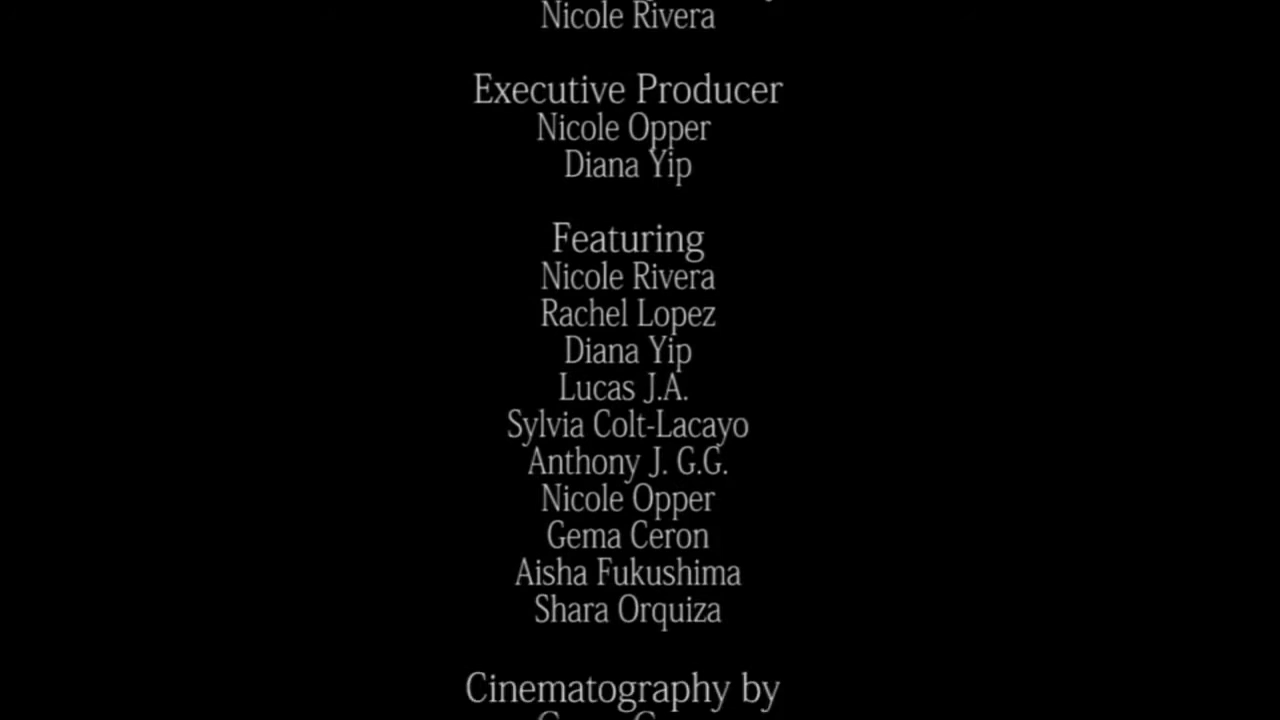 Nicole Rivera
Executive Producer
Nicole Opper
Diana Yip
Featuring
Nicole Rivera
Rachel Lopez
Diana Yip
Lucas J.A.
Sylvia Colt-Lacayo
Anthony J. G.G.
Nicole Opper
Gema Ceron
Aisha Fukushima
Shara Orquiza
Cinematography by